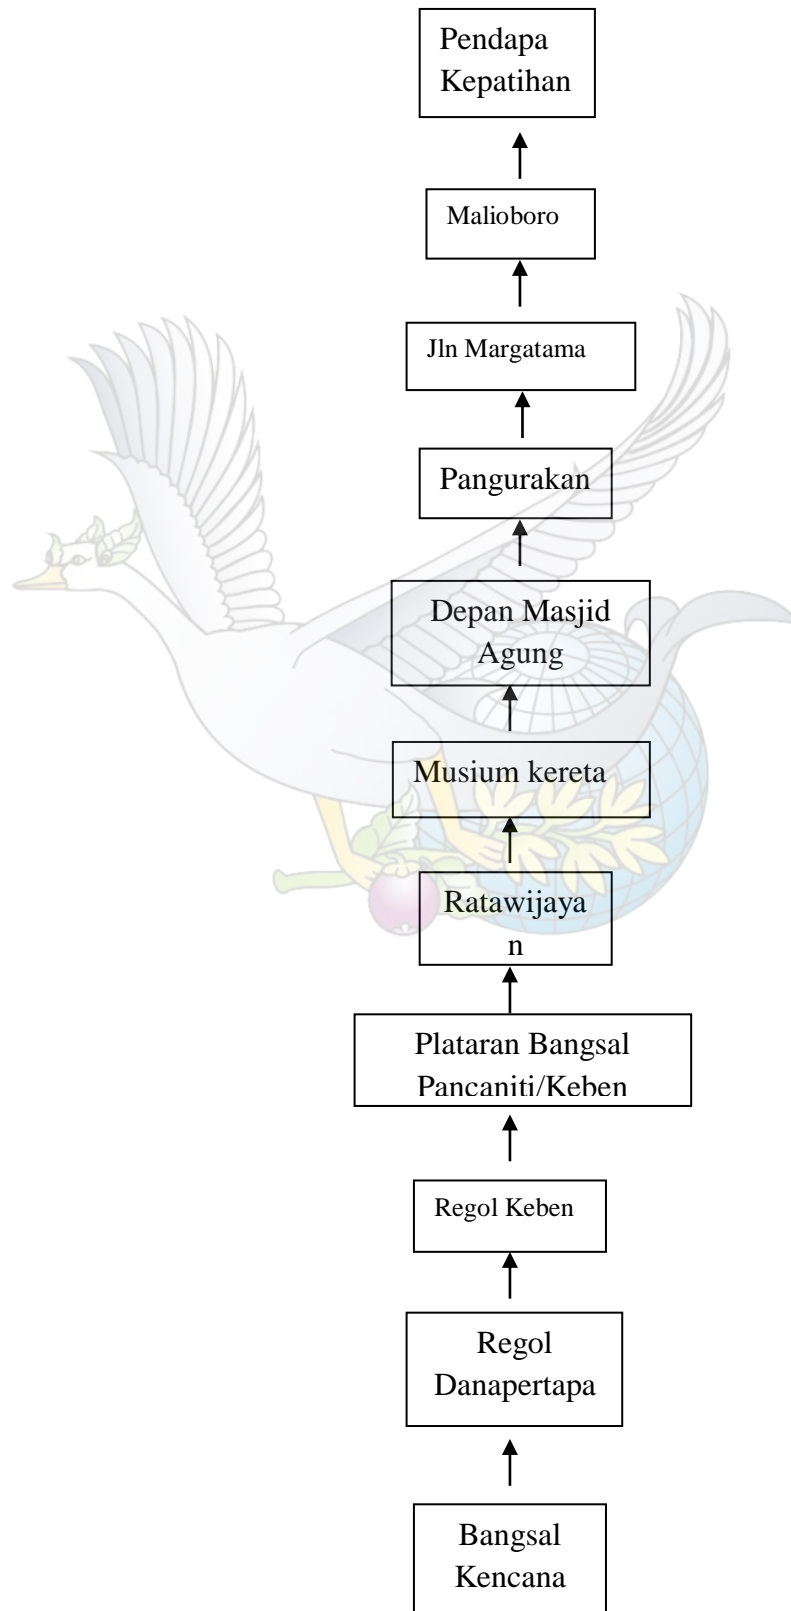 Pendapa
Kepatihan
Malioboro
Jln Margatama
Pangurakan
Depan Masjid
Agung
Musium kereta
Ratawijaya
n
Plataran Bangsal
Pancaniti/Keben
Regol Keben
Regol
Danapertapa
Bangsal
Kencana